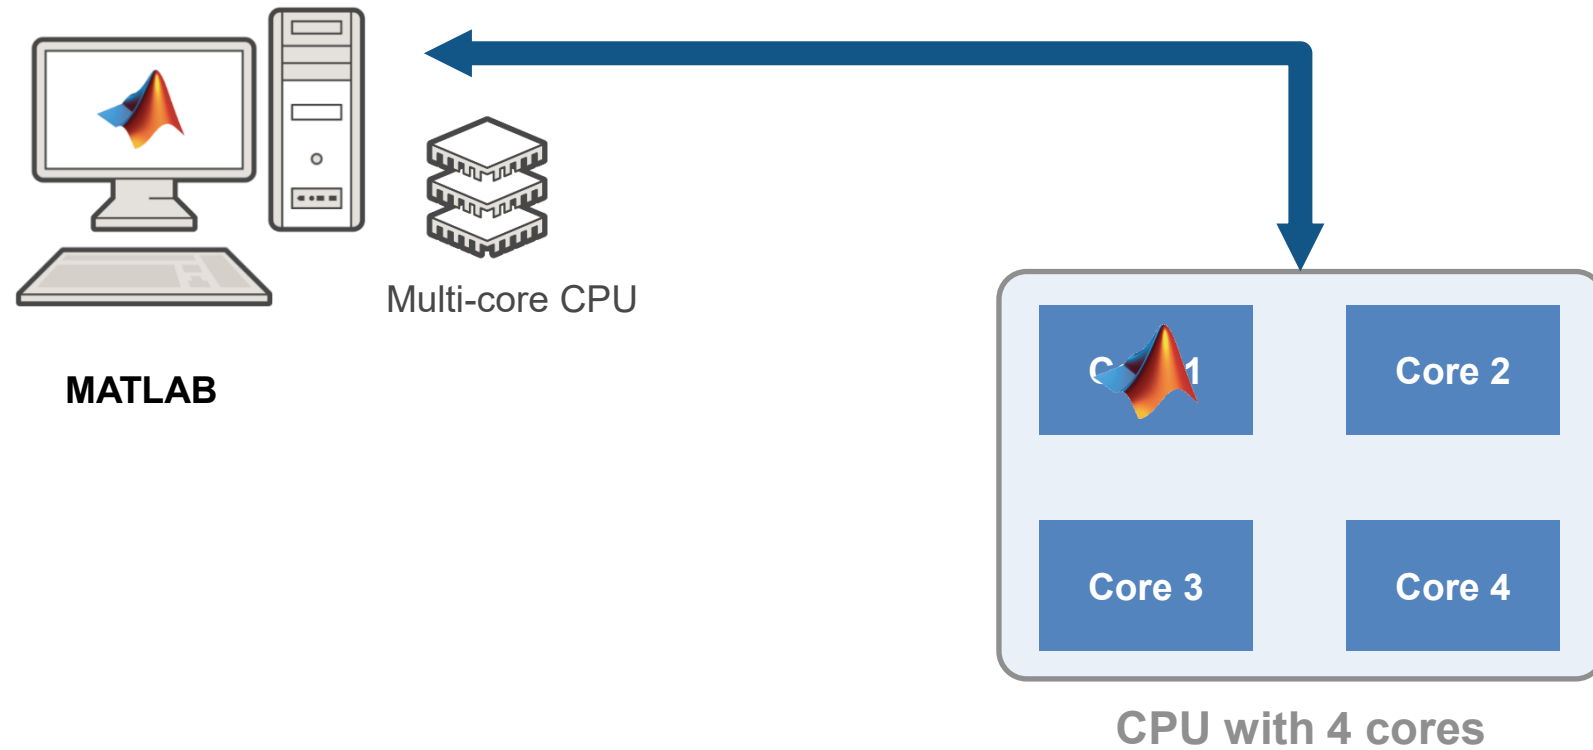 Multi-core CPU
MATLAB
Core 2
Core 3
Core 4
CPU with 4 cores